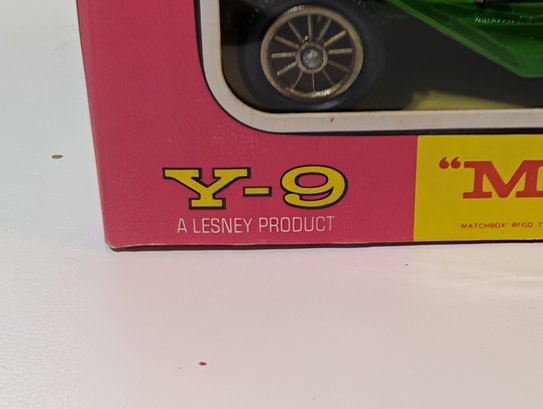 Y-9
A LESNEY PRODUCT
"M
MATCHBOX" REGD T